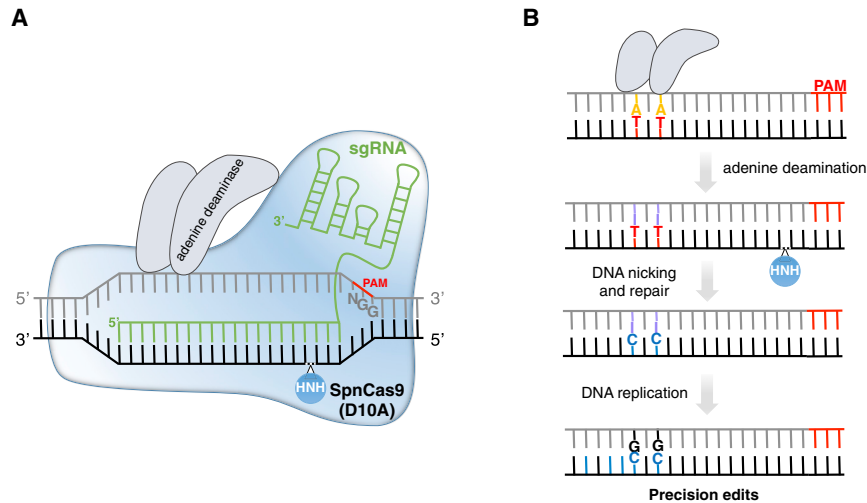 A
sgRNA
adenine deaminase
3’
PAM
5’
NGG
3’
5’
3’
5’
HNH
SpnCas9
(D10A)
B
PAM
A A
T T
adenine deamination
I I
T T
HNH
DNA nicking
and repair
I I
C C
DNA replication
G G
C C
Precision edits